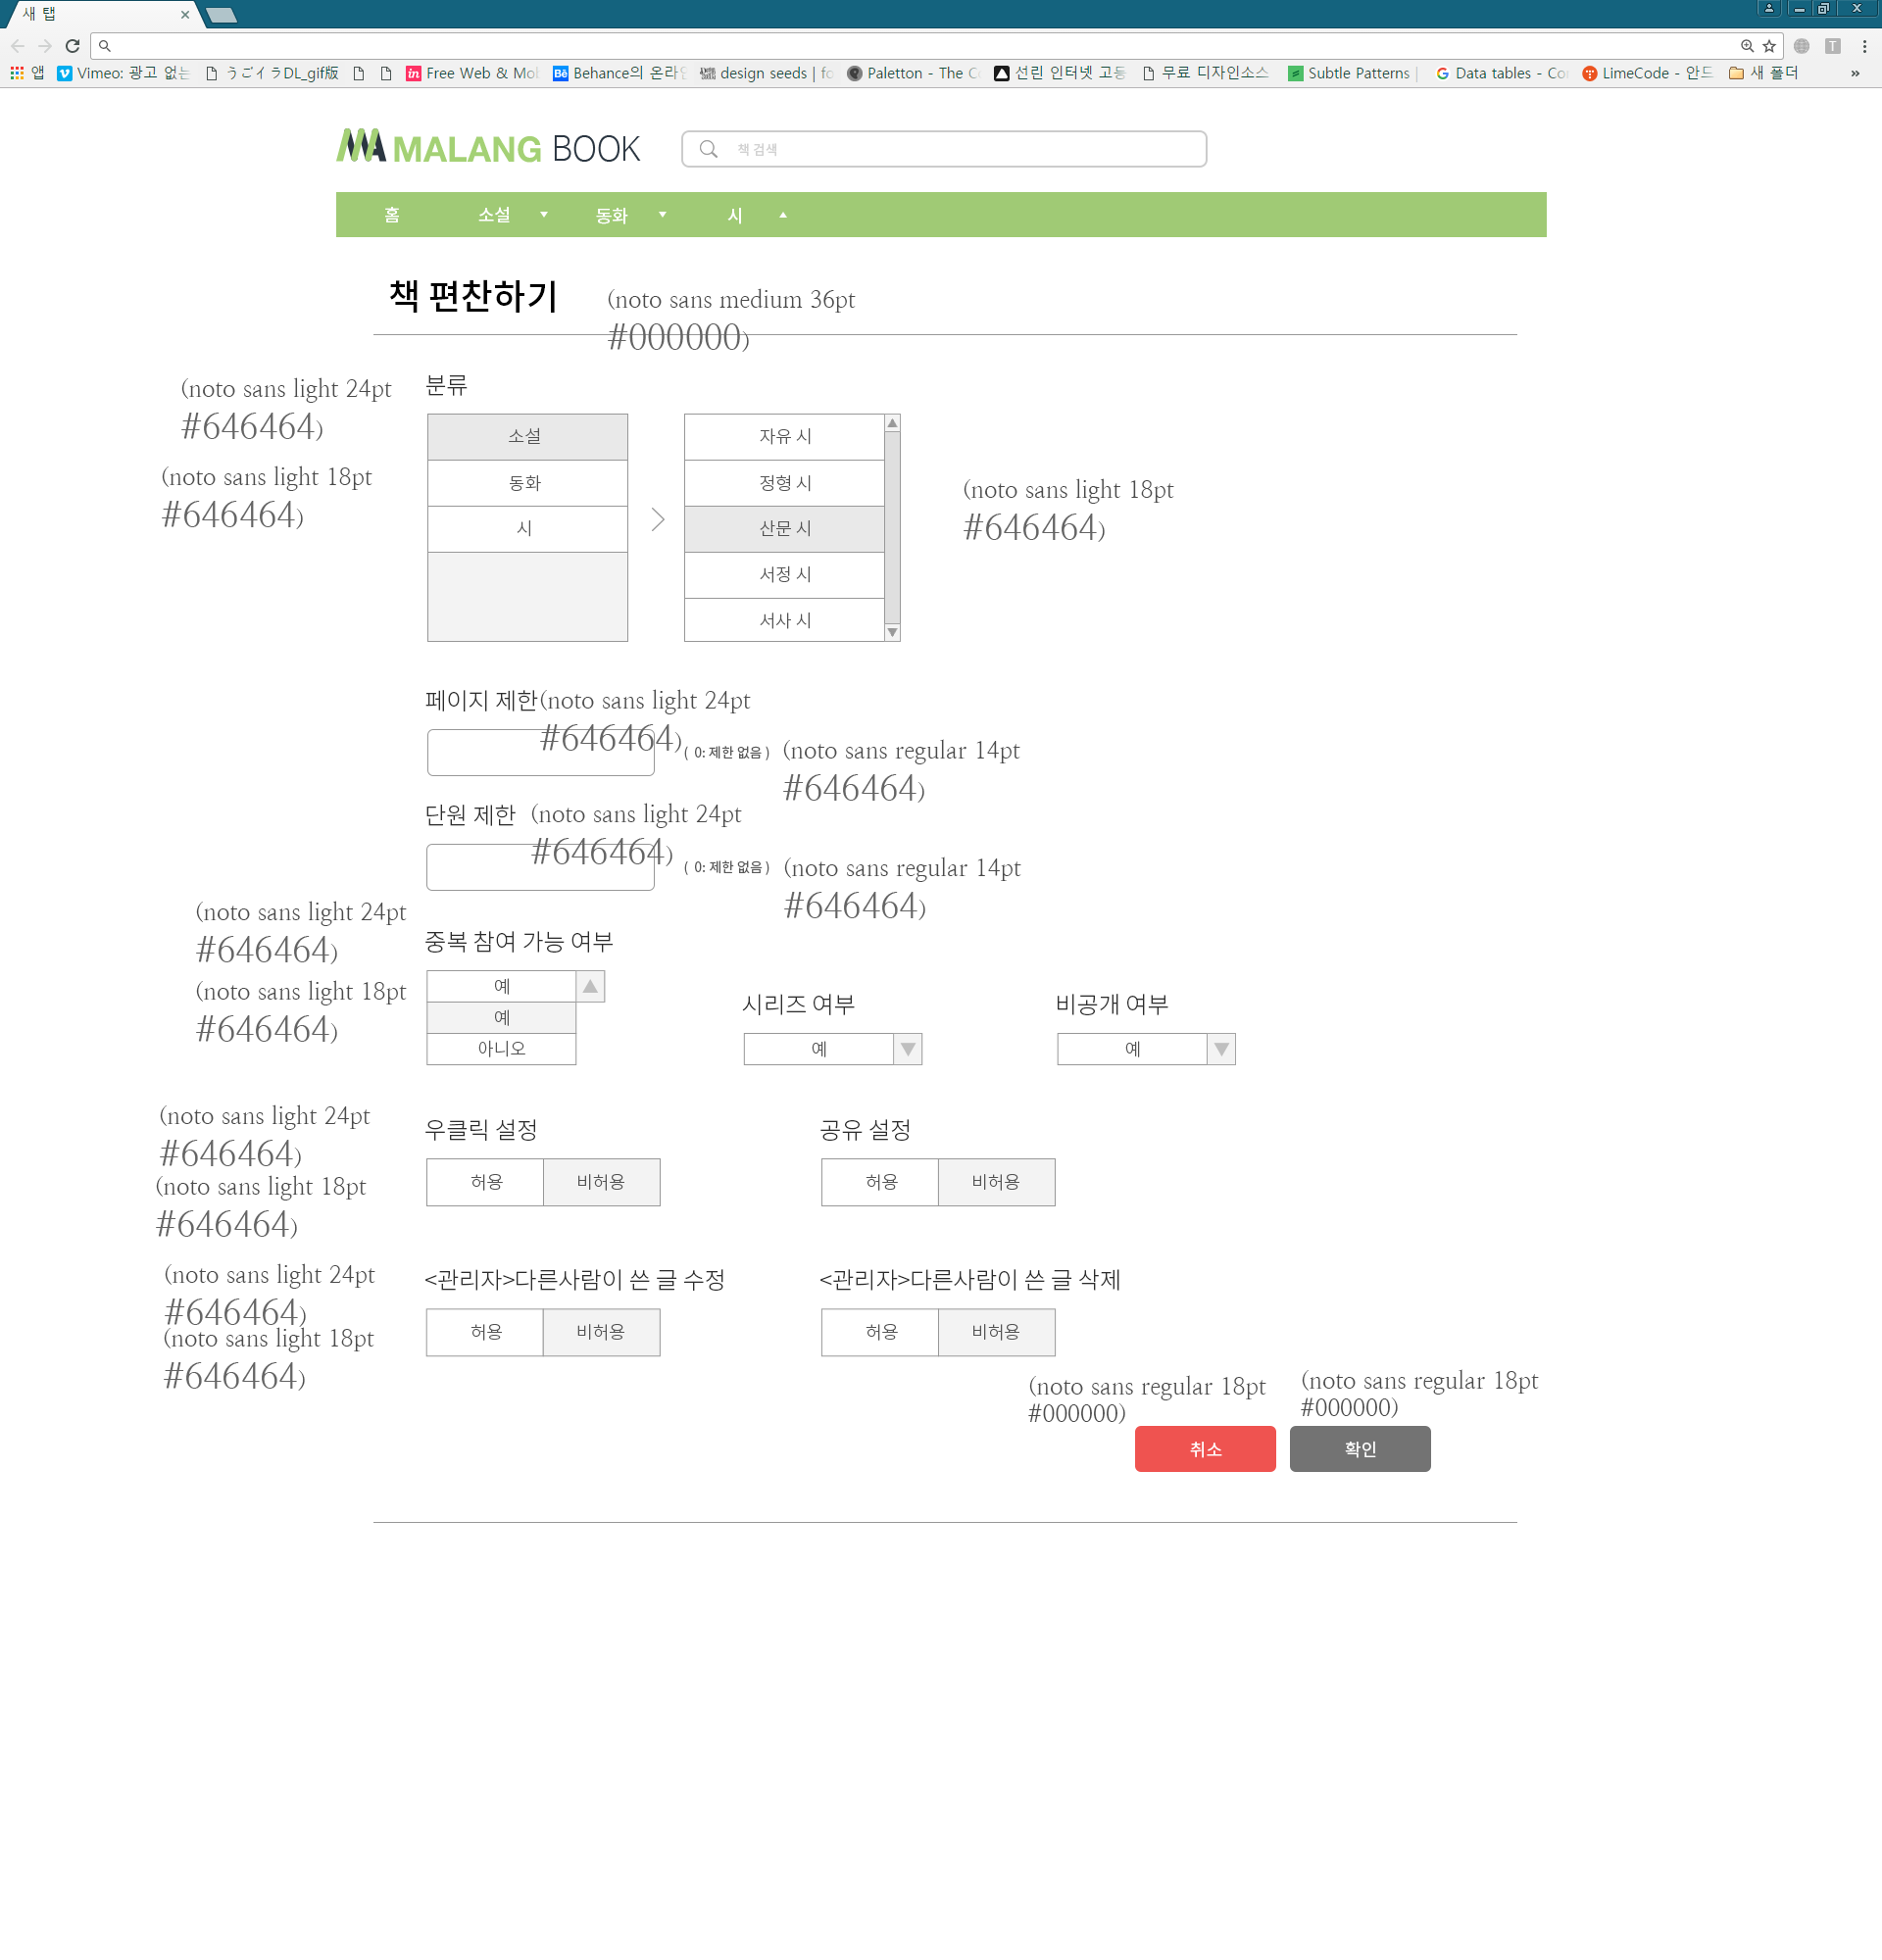 새 탭
앱 Vimeo: 광고 없는 うごイラDL_gif版 Free Web & Mob Behance의 온라인 design seeds | fo Paletton - The Co 선린 인터넷 고등 무료 디자인소스 Subtle Patterns | Data tables - Co LimeCode - 안드 새 폴더 »
MALANG BOOK
책 검색
홈 소설 동화 시
책 편찬하기
(noto sans medium 36pt
#000000)
(noto sans light 24pt
#646464)
분류
(noto sans light 18pt
#646464)
소설
동화
시
자유 시
정형 시
산문 시
서정 시
서사 시
(noto sans light 18pt
#646464)
페이지 제한(noto sans light 24pt
#646464)
( 0: 제한 없음 )
(noto sans regular 14pt
#646464)
단원 제한 (noto sans light 24pt
#646464)
( 0: 제한 없음 )
(noto sans regular 14pt
#646464)
(noto sans light 24pt
#646464)
중복 참여 가능 여부
(noto sans light 18pt
#646464)
예
예
아니오
시리즈 여부
예
비공개 여부
예
(noto sans light 24pt
#646464)
우클릭 설정
공유 설정
(noto sans light 18pt
#646464)
허용 비허용
허용 비허용
(noto sans light 24pt
#646464)
<관리자>다른사람이 쓴 글 수정
<관리자>다른사람이 쓴 글 삭제
(noto sans light 18pt
#646464)
허용 비허용
허용 비허용
(noto sans regular 18pt
#000000)
(noto sans regular 18pt
#000000)
취소
확인